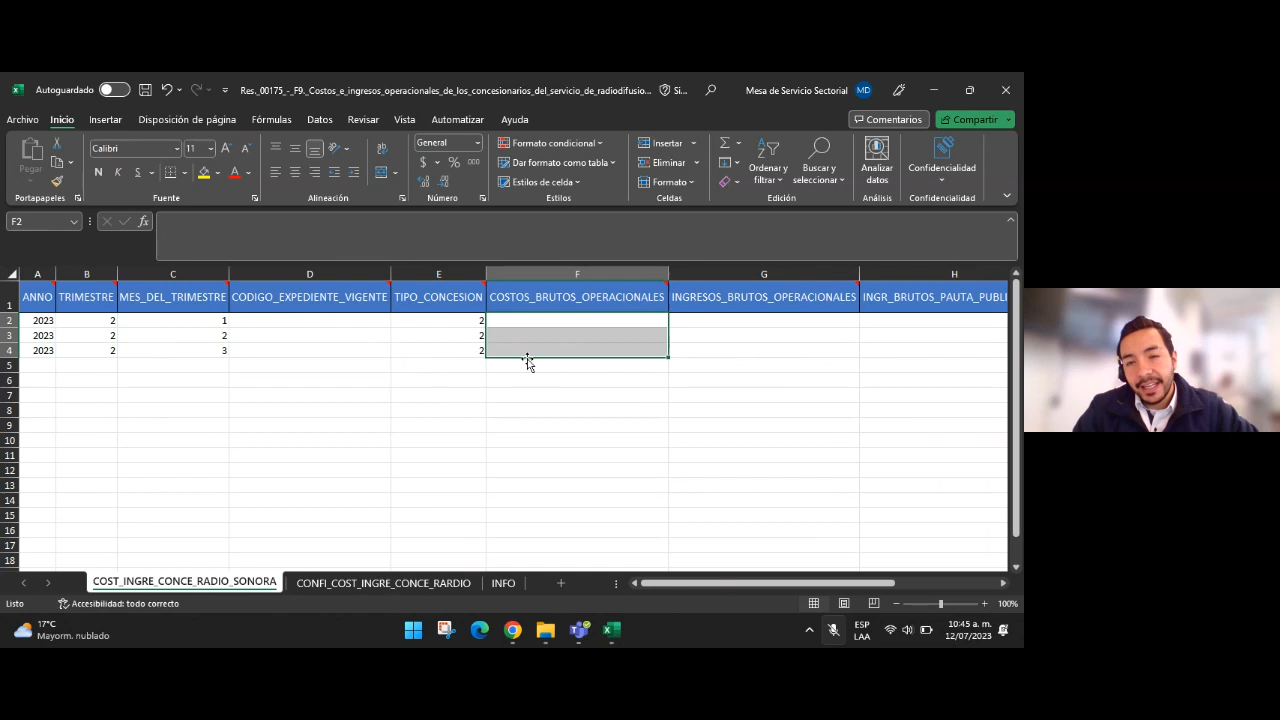 Autoguardado
Res._00175_-_F9._Costos_e_ingresos_operacionales_de_los_concesionarios_del_servicio_de_radiodifusio...
Si...
Mesa de Servicio Sectorial
MD
Archivo
Inicio
Insertar
Disposición de página
Fórmulas
Datos
Revisar
Vista
Automatizar
Ayuda
Comentarios
Compartir
Pegar
Calibri
11
N K S
General
$ % 000
Formato condicional
Dar formato como tabla
Estilos de celda
Insertar
Eliminar
Formato
Ordenar y filtrar
Buscar y seleccionar
Analizar datos
Confidencialidad
Portapapeles
Fuente
Alineación
Número
Estilos
Celdas
Edición
Análisis
Confidencialidad
F2
fx
A B C D E F G H
1 ANNO TRIMESTRE MES_DEL_TRIMESTRE CODIGO_EXPEDIENTE_VIGENTE TIPO_CONCESION COSTOS_BRUTOS_OPERACIONALES INGRESOS_BRUTOS_OPERACIONALES INGR_BRUTOS_PAUTA_PUBLI
2 2023 2 1 2
3 2023 2 2 2
4 2023 2 3 2
5
6
7
8
9
10
11
12
13
14
15
16
17
18
COST_INGRE_CONCE_RADIO_SONORA
CONFI_COST_INGRE_CONCE_RARDIO
INFO
Listo
Accesibilidad: todo correcto
100%
17°C
Mayorm. nublado
ESP
LAA
10:45 a. m.
12/07/2023